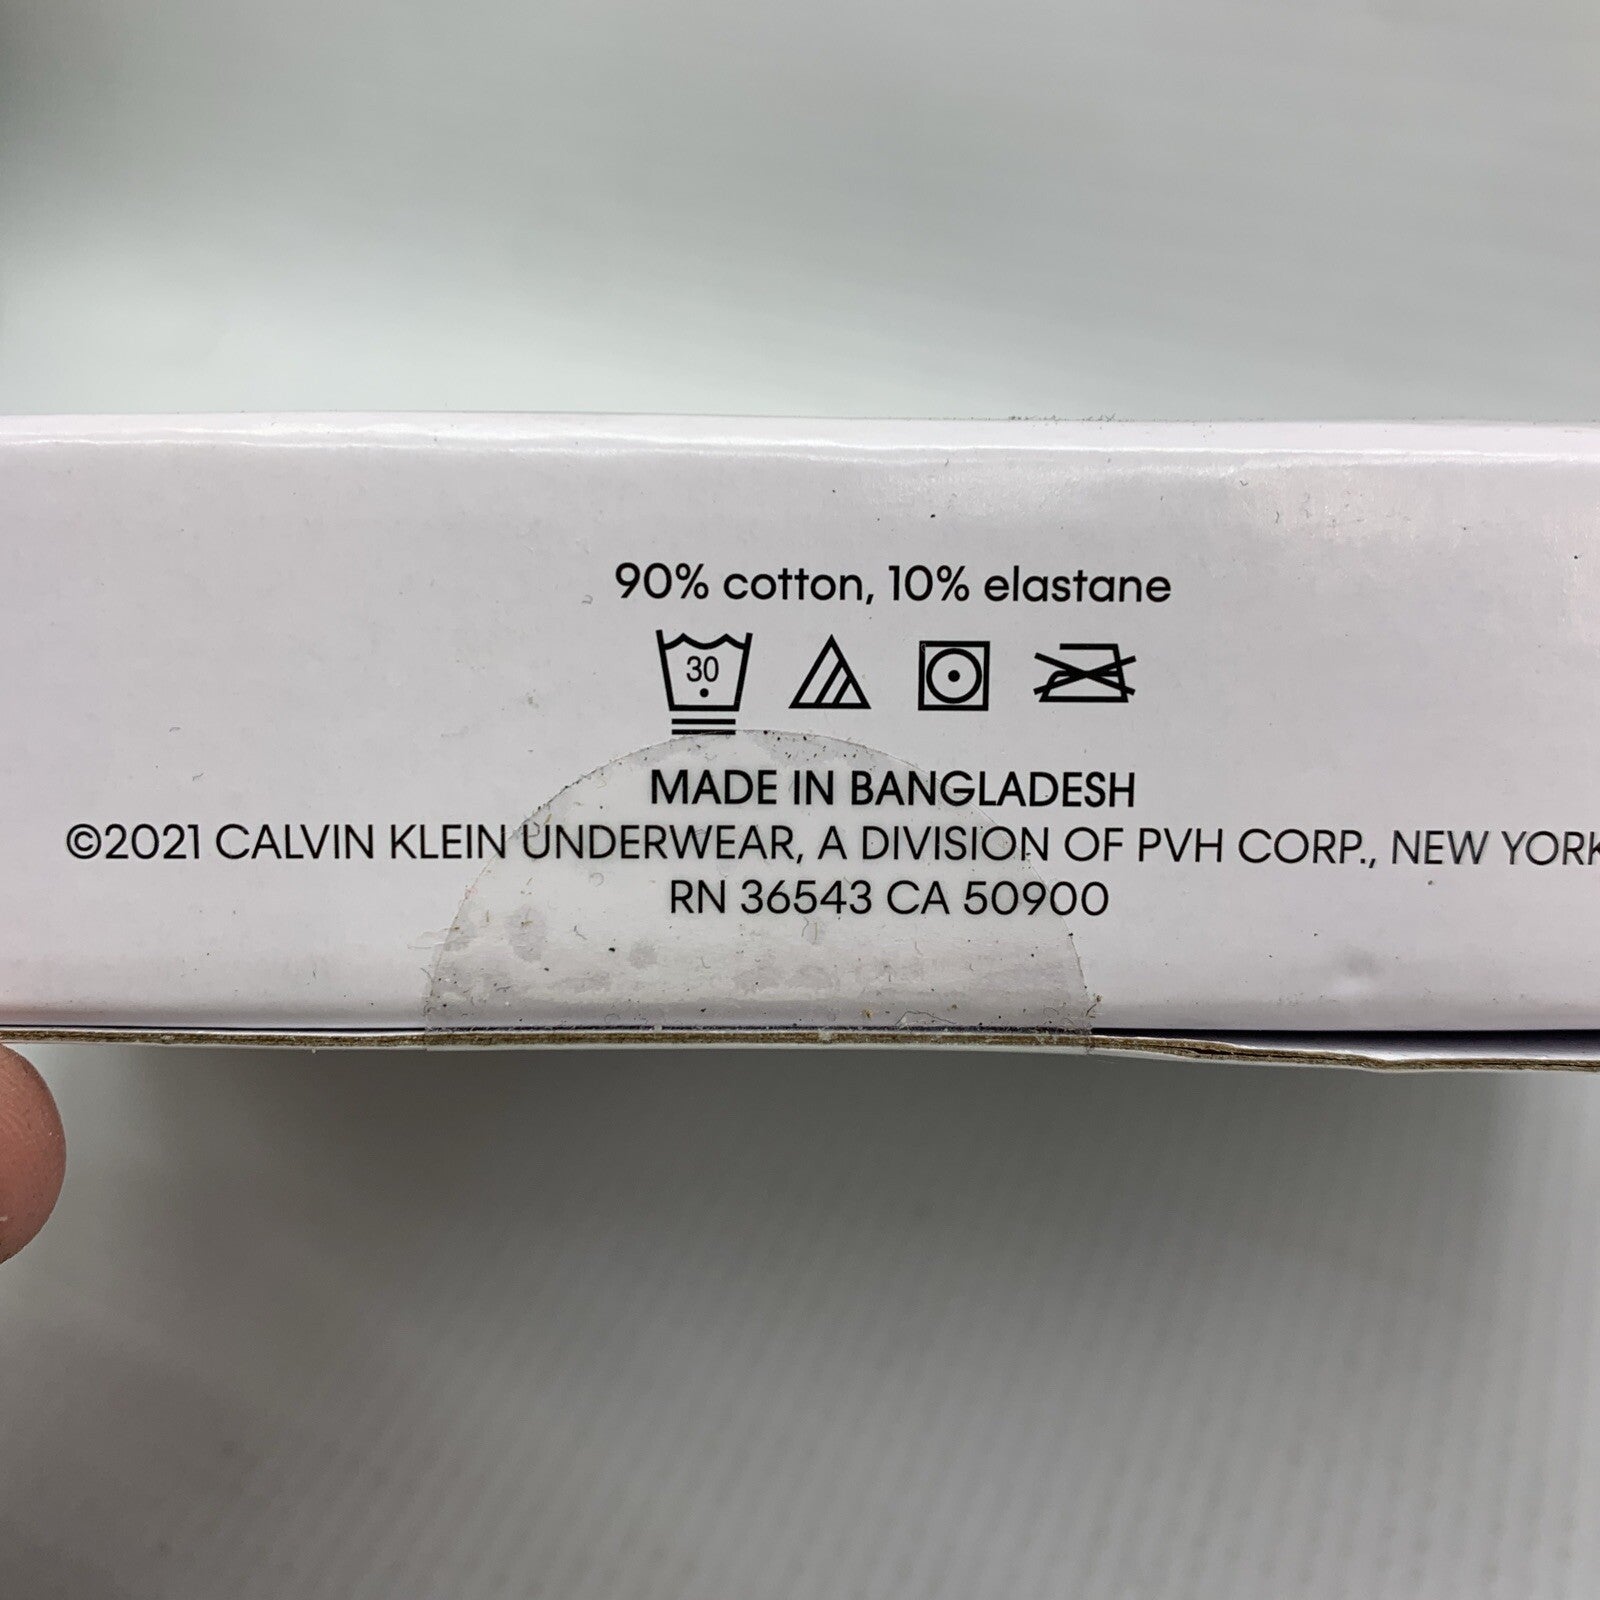 90% cotton, 10% elastane
30
MADE IN BANGLADESH
©2021 CALVIN KLEIN UNDERWEAR, A DIVISION OF PVH CORP., NEW YORK
RN 36543 CA 50900